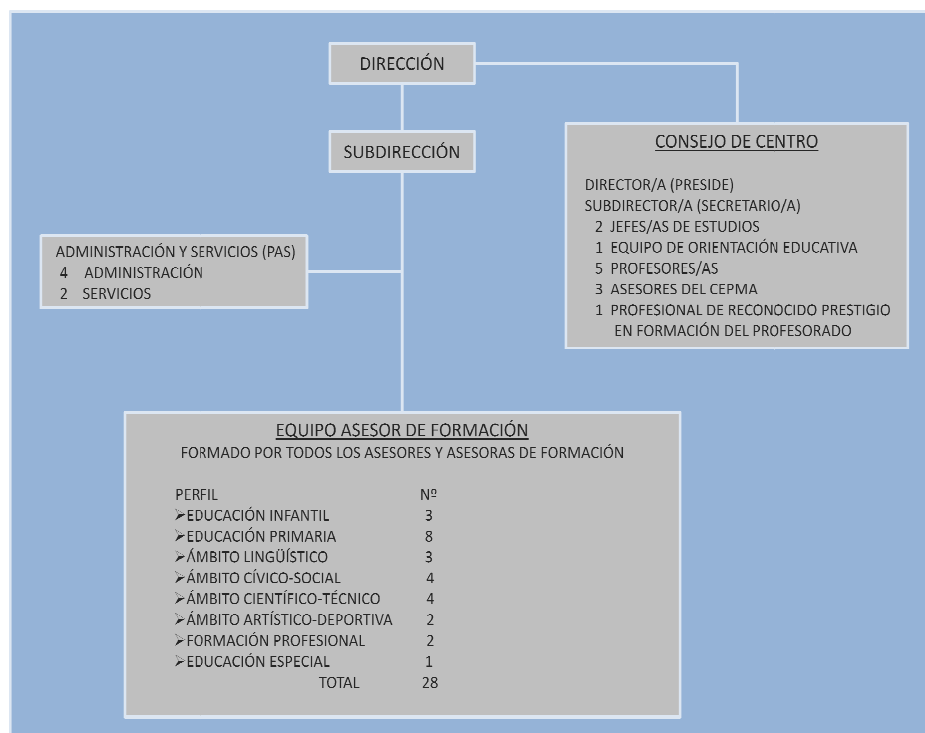 DIRECCIÓN
SUBDIRECCIÓN
CONSEJO DE CENTRO
DIRECTOR/A (PRESIDE)
SUBDIRECTOR/A (SECRETARIO/A)
2 JEFES/AS DE ESTUDIOS
1 EQUIPO DE ORIENTACIÓN EDUCATIVA
5 PROFESORES/AS
3 ASESORES DEL CEPMA
1 PROFESIONAL DE RECONOCIDO PRESTIGIO
EN FORMACIÓN DEL PROFESORADO
ADMINISTRACIÓN Y SERVICIOS (PAS)
4 ADMINISTRACIÓN
2 SERVICIOS
EQUIPO ASESOR DE FORMACIÓN
FORMADO POR TODOS LOS ASESORES Y ASESORAS DE FORMACIÓN
PERFIL Nº
➢EDUCACIÓN INFANTIL 3
➢EDUCACIÓN PRIMARIA 8
➢ÁMBITO LINGÜÍSTICO 3
➢ÁMBITO CÍVICO-SOCIAL 4
➢ÁMBITO CIENTÍFICO-TÉCNICO 4
➢ÁMBITO ARTÍSTICO-DEPORTIVA 2
➢FORMACIÓN PROFESIONAL 2
➢EDUCACIÓN ESPECIAL 1
TOTAL 28